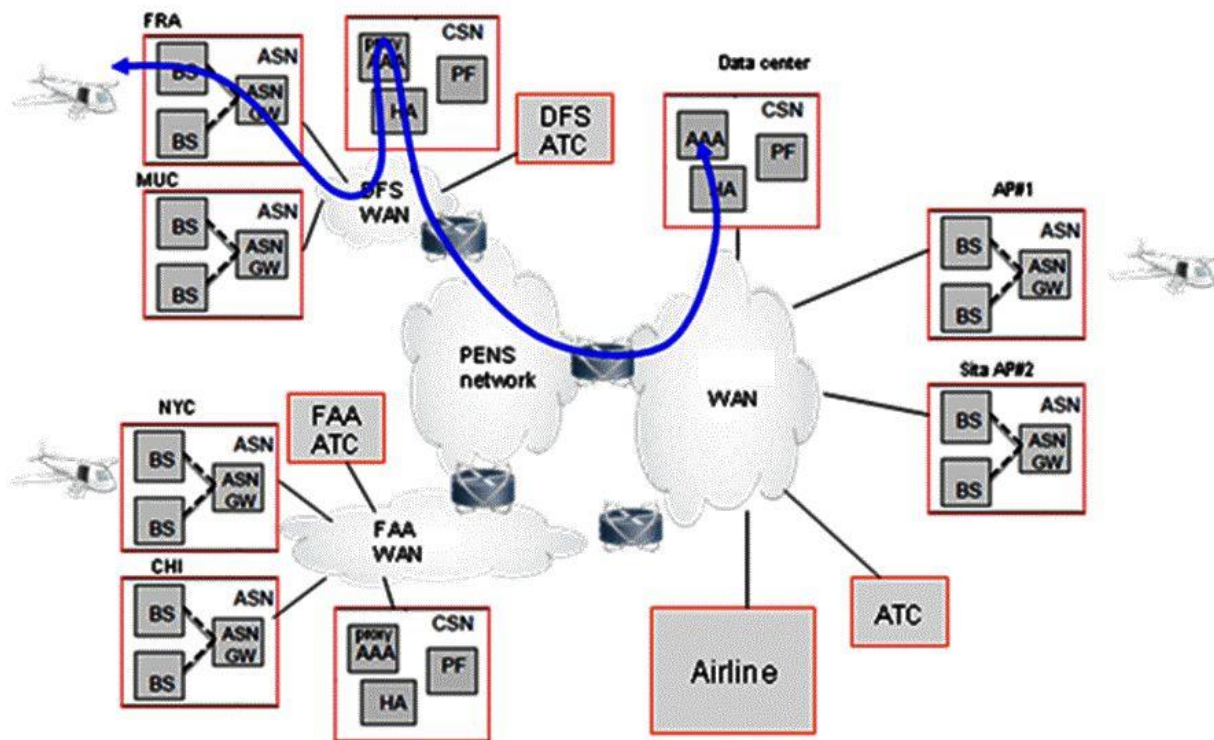 FRA
ASN
BS
ASN
GW
BS
MUC
ASN
BS
ASN
GW
BS
CSN
proxy
AAA
PF
HA
DFS
ATC
DFS
WAN
Data center
CSN
AAA
PF
HA
AP#1
ASN
BS
ASN
GW
BS
Sita AP#2
ASN
BS
ASN
GW
BS
PENS
network
WAN
NYC
ASN
BS
ASN
GW
BS
FAA
ATC
FAA
WAN
CHI
ASN
BS
ASN
GW
BS
CSN
proxy
AAA
PF
HA
Airline
ATC